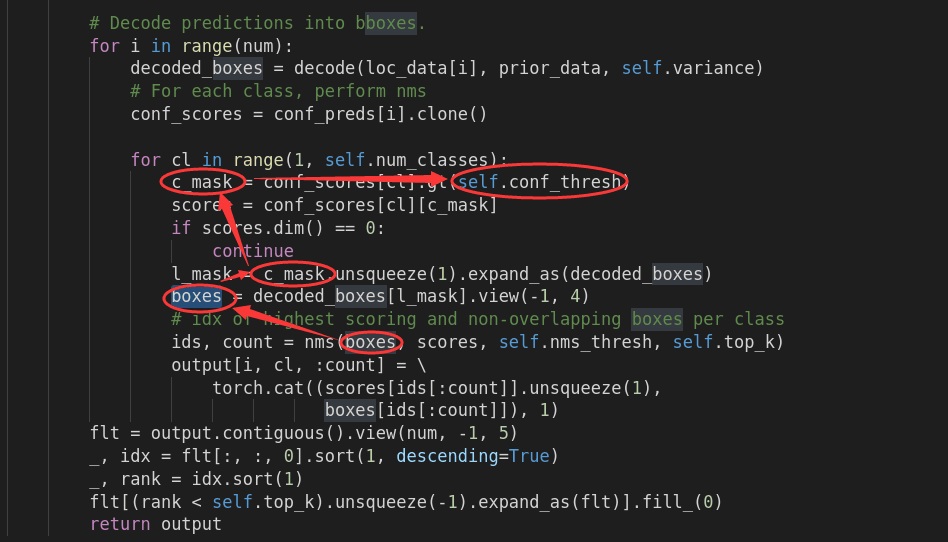 # Decode predictions into bboxes.
for i in range(num):
decoded_boxes = decode(loc_data[i], prior_data, self.variance)
# For each class, perform nms
conf_scores = conf_preds[i].clone()
for cl in range(1, self.num_classes):
c_mask = conf_scores[cl].gt(self.conf_thresh)
scores = conf_scores[cl][c_mask]
if scores.dim() == 0:
continue
l_mask = c_mask.unsqueeze(1).expand_as(decoded_boxes)
boxes = decoded_boxes[l_mask].view(-1, 4)
# idx of highest scoring and non-overlapping boxes per class
ids, count = nms(boxes, scores, self.nms_thresh, self.top_k)
output[i, cl, :count] = \
torch.cat((scores[ids[:count]].unsqueeze(1),
boxes[ids[:count]]), 1)
flt = output.contiguous().view(num, -1, 5)
_, idx = flt[:, :, 0].sort(1, descending=True)
_, rank = idx.sort(1)
flt[(rank < self.top_k).unsqueeze(-1).expand_as(flt)].fill_(0)
return output